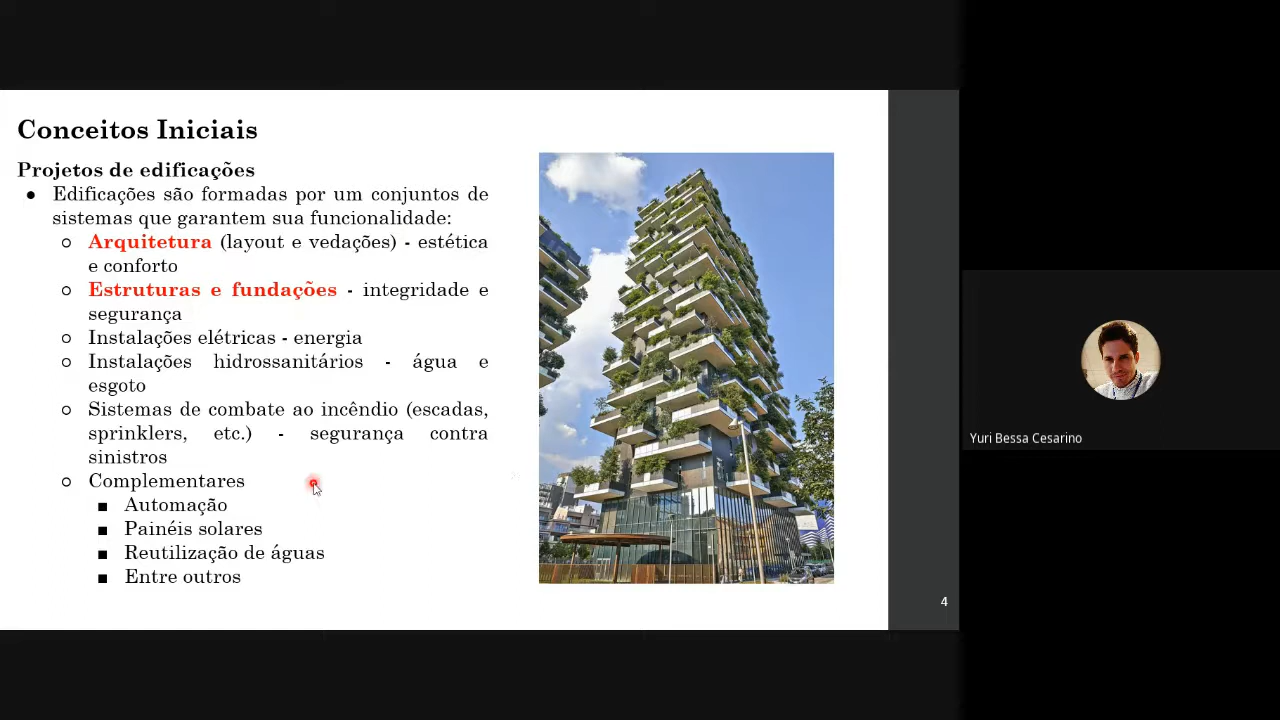 Conceitos Iniciais
Projetos de edificações
● Edificações são formadas por um conjuntos de
sistemas que garantem sua funcionalidade:
○ Arquitetura (layout e vedações) - estética
e conforto
○ Estruturas e fundações - integridade e
segurança
○ Instalações elétricas - energia
○ Instalações hidrossanitários - água e
esgoto
○ Sistemas de combate ao incêndio (escadas,
sprinklers, etc.) - segurança contra
sinistros
○ Complementares
■ Automação
■ Painéis solares
■ Reutilização de águas
■ Entre outros
4
Yuri Bessa Cesarino